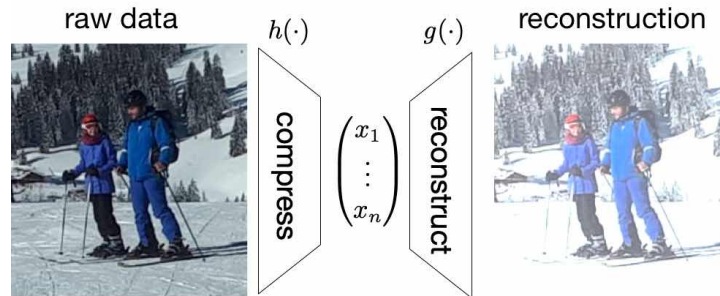 raw data
h(·)
g(·)
reconstruction
compress
x₁
⋮
xₙ
reconstruct